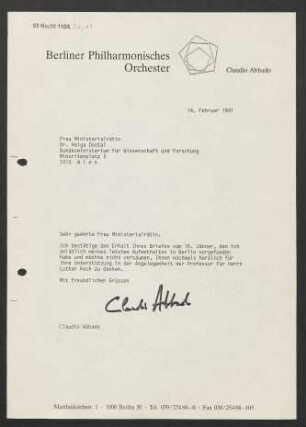 Berliner Philharmonisches
Orchester
Claudio Abbado
14. Februar 1991
Frau Ministerialrätin
Dr. Helga Dostal
Bundesministerium für Wissenschaft und Forschung
Minoritenplatz 5
1010 W i e n
Sehr geehrte Frau Ministerialrätin,
Ich bestätige den Erhalt Ihres Briefes vom 16. Jänner, den ich
anläßlich meines letzten Aufenthaltes in Berlin vorgefunden
habe und möchte nicht versäumen, Ihnen nochmals herzlich für
Ihre Unterstützung in der Angelegenheit der Professur für Herrn
Lothar Koch zu danken.
Mit freundlichen Grüssen
Claudio Abbado
Claudio Abbado
Matthäikirchstr. 1 - 1000 Berlin 30 - Tel. 030/254 88-0 - Fax 030/254 88-105